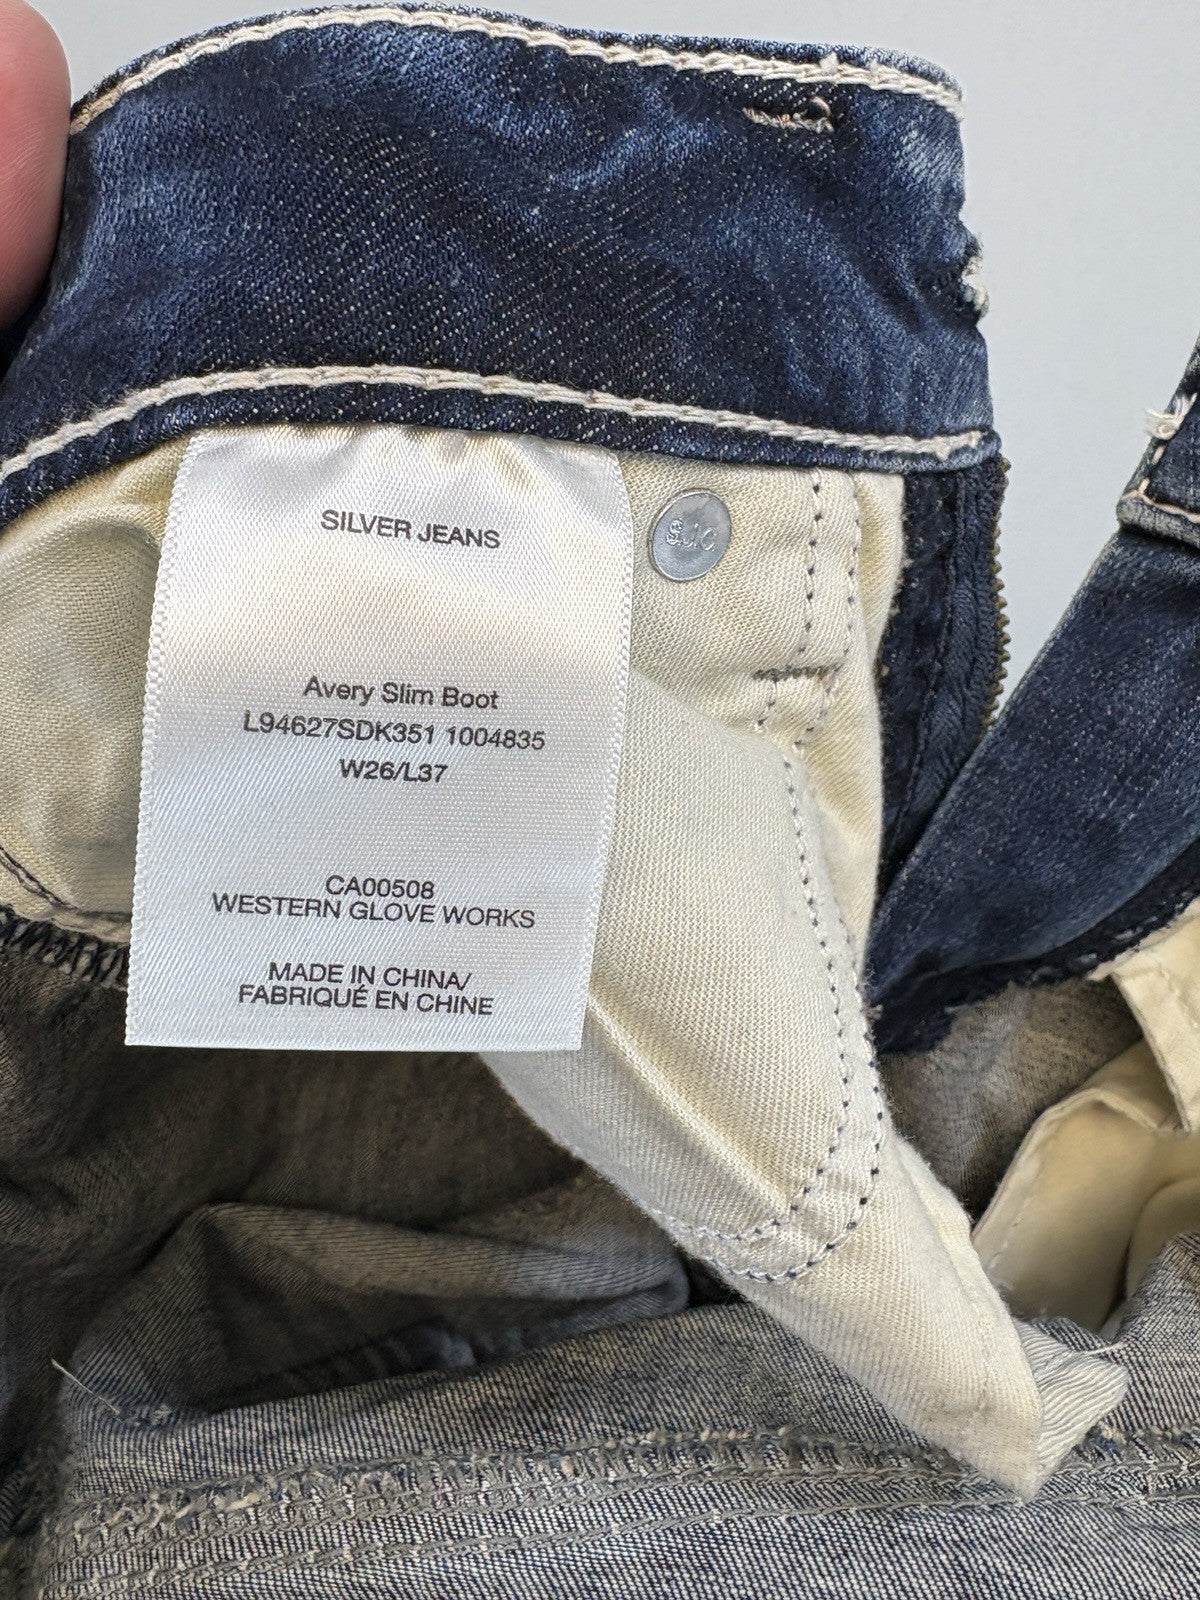 SILVER JEANS
SJC
Avery Slim Boot
L94627SDK351 1004835
W26/L37
CA00508
WESTERN GLOVE WORKS
MADE IN CHINA/
FABRIQUÉ EN CHINE